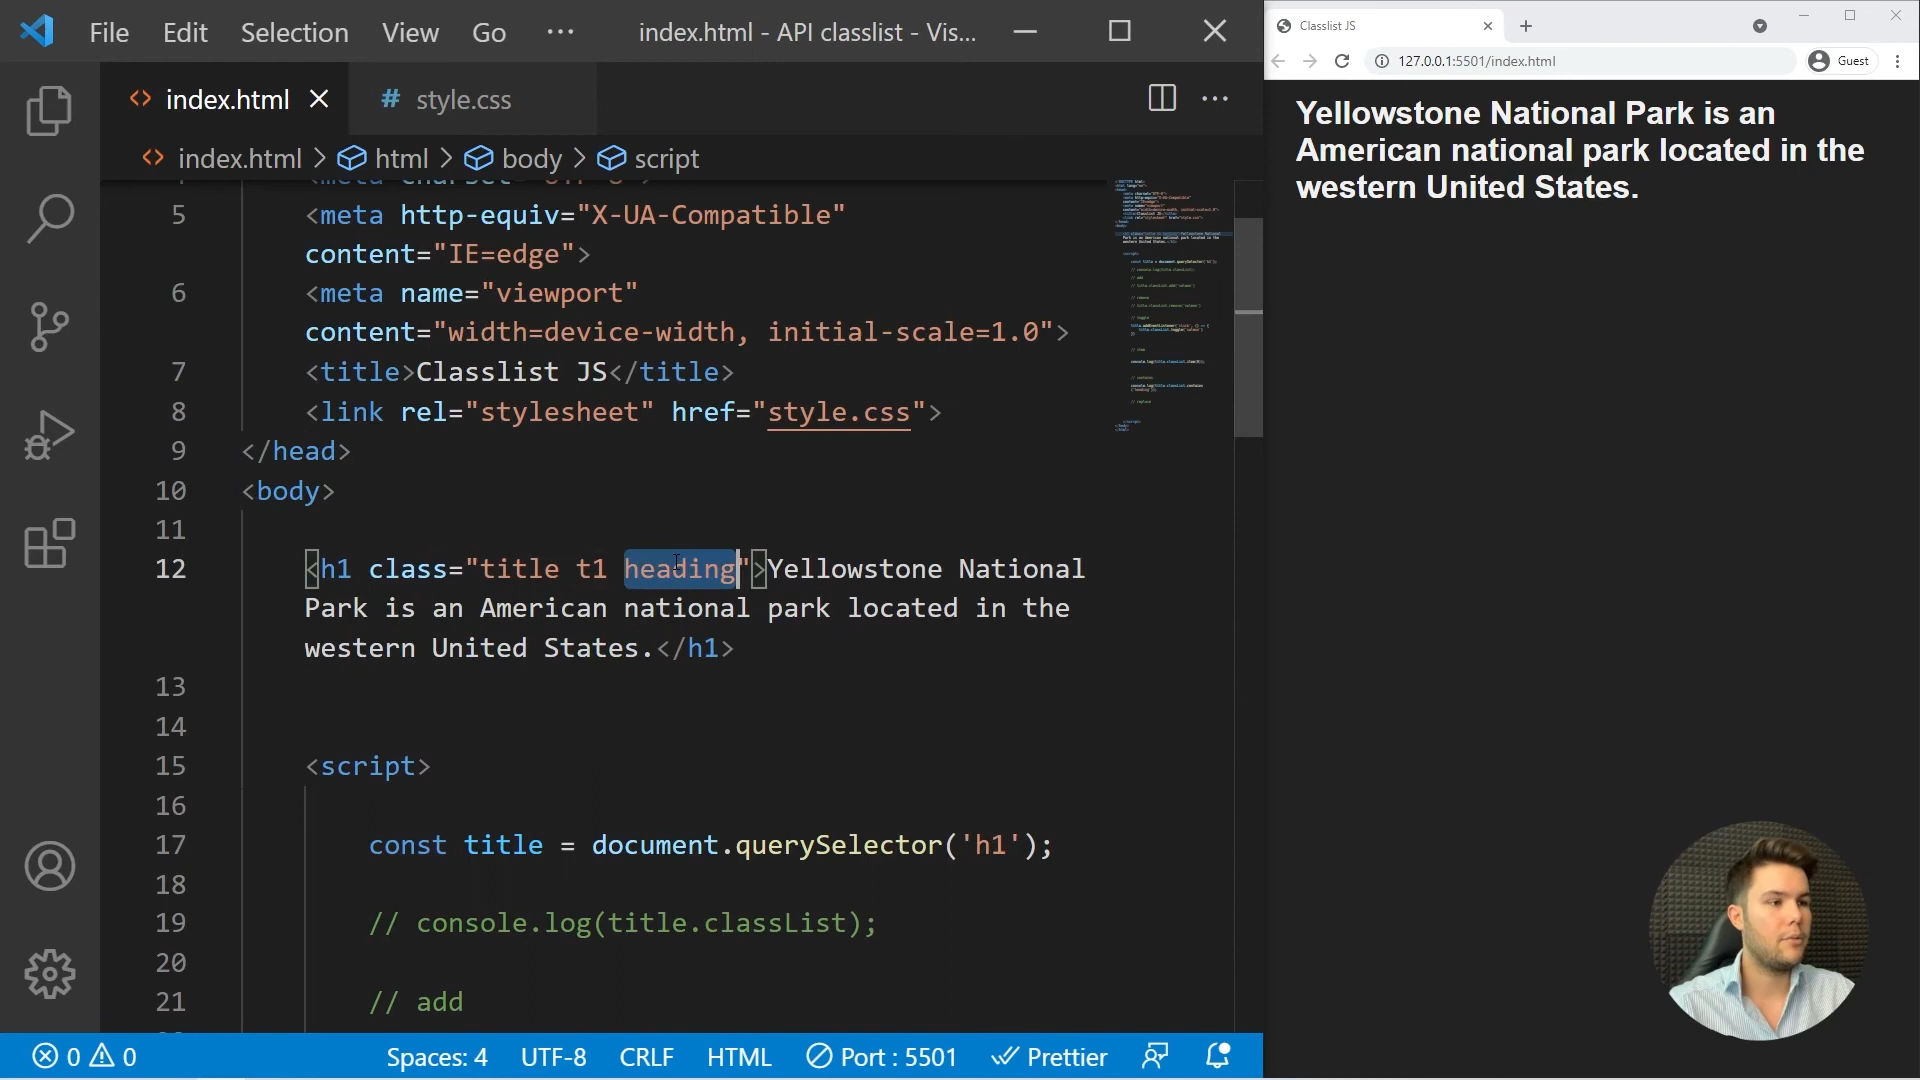 File Edit Selection View Go ··· index.html - API classlist - Vis...
index.html style.css
index.html > html > body > script
5 <meta http-equiv="X-UA-Compatible"
content="IE=edge">
6 <meta name="viewport"
content="width=device-width, initial-scale=1.0">
7 <title>Classlist JS</title>
8 <link rel="stylesheet" href="style.css">
9 </head>
10 <body>
11
12 <h1 class="title t1 heading">Yellowstone National
Park is an American national park located in the
western United States.</h1>
13
14
15 <script>
16
17 const title = document.querySelector('h1');
18
19 // console.log(title.classList);
20
21 // add
0 0 Spaces: 4 UTF-8 CRLF HTML Port : 5501 Prettier
Classlist JS
127.0.0.1:5501/index.html Guest
Yellowstone National Park is an
American national park located in the
western United States.